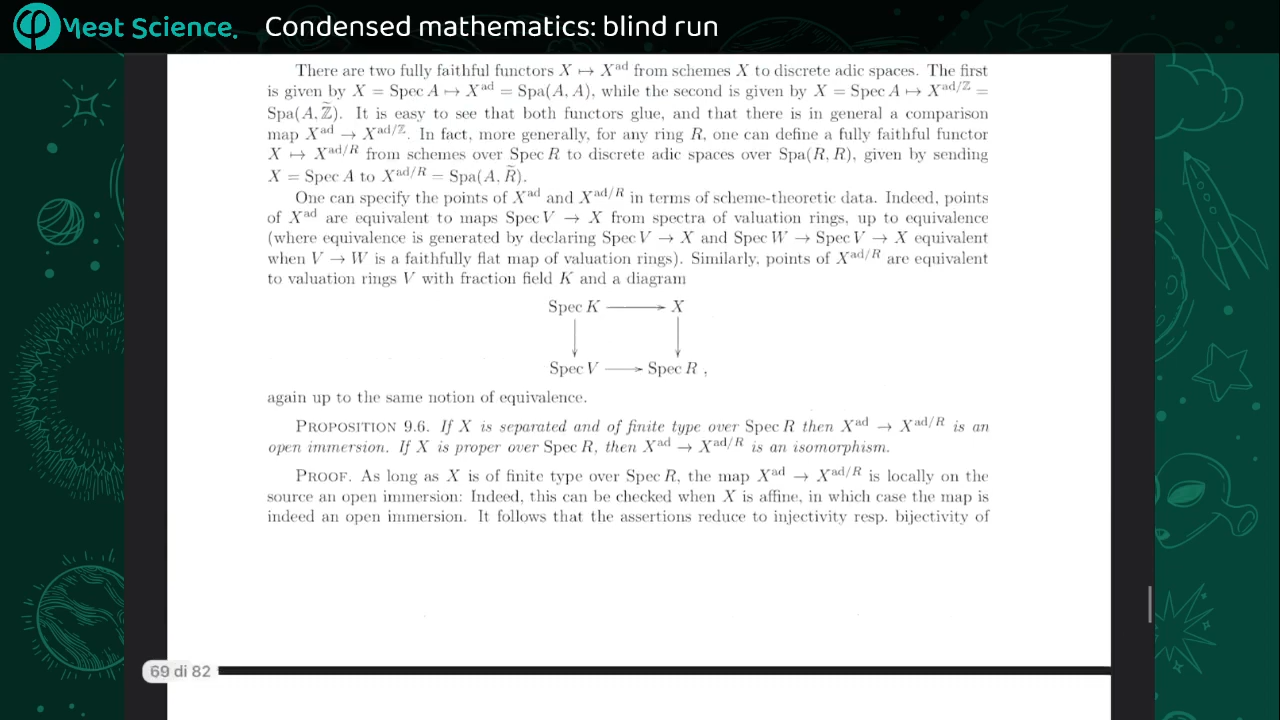 Meet Science.
Condensed mathematics: blind run
There are two fully faithful functors X ↦ X^ad from schemes X to discrete adic spaces. The first
is given by X = Spec A ↦ X^ad = Spa(A, A), while the second is given by X = Spec A ↦ X^ad/ℤ =
Spa(A, ℤ̃). It is easy to see that both functors glue, and that there is in general a comparison
map X^ad → X^ad/ℤ. In fact, more generally, for any ring R, one can define a fully faithful functor
X ↦ X^ad/R from schemes over Spec R to discrete adic spaces over Spa(R, R), given by sending
X = Spec A to X^ad/R = Spa(A, R̃).
One can specify the points of X^ad and X^ad/R in terms of scheme-theoretic data. Indeed, points
of X^ad are equivalent to maps Spec V → X from spectra of valuation rings, up to equivalence
(where equivalence is generated by declaring Spec V → X and Spec W → Spec V → X equivalent
when V → W is a faithfully flat map of valuation rings). Similarly, points of X^ad/R are equivalent
to valuation rings V with fraction field K and a diagram
Spec K → X
Spec V → Spec R ,
again up to the same notion of equivalence.
PROPOSITION 9.6. If X is separated and of finite type over Spec R then X^ad → X^ad/R is an
open immersion. If X is proper over Spec R, then X^ad → X^ad/R is an isomorphism.
PROOF. As long as X is of finite type over Spec R, the map X^ad → X^ad/R is locally on the
source an open immersion: Indeed, this can be checked when X is affine, in which case the map is
indeed an open immersion. It follows that the assertions reduce to injectivity resp. bijectivity of
69 di 82